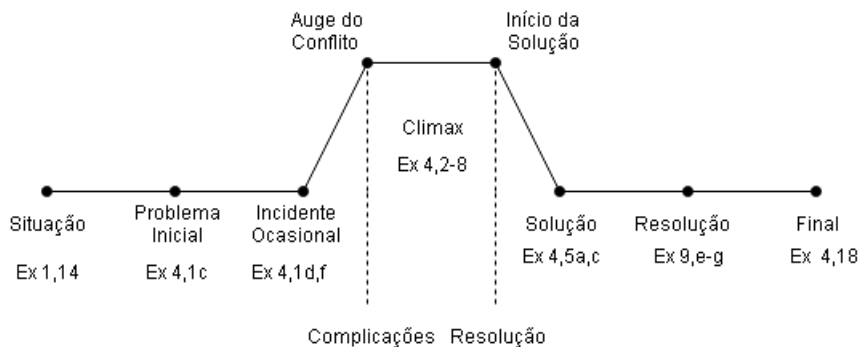 Auge do
Conflito
Início da
Solução
Climax
Ex 4,2-8
Situação
Ex 1,14
Problema
Inicial
Ex 4,1c
Incidente
Ocasional
Ex 4,1d,f
Solução
Ex 4,5a,c
Resolução
Ex 9,e-g
Final
Ex 4,18
Complicações
Resolução